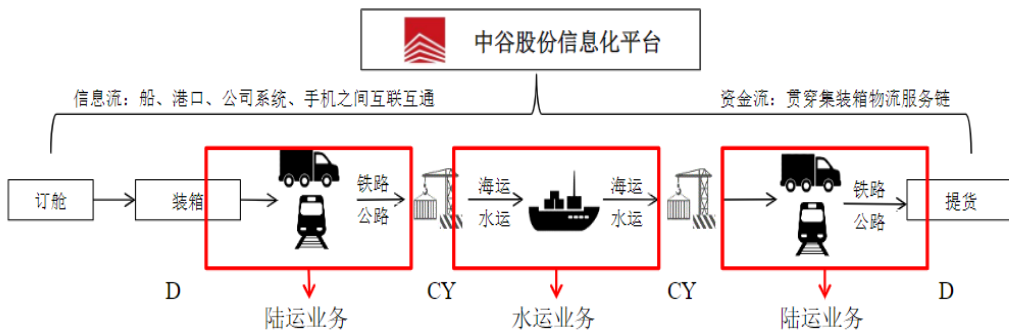 中谷股份信息化平台
信息流：船、港口、公司系统、手机之间互联互通
资金流：贯穿集装箱物流服务链
订舱
装箱
铁路
公路
海运
水运
海运
水运
铁路
公路
提货
D
CY
CY
D
陆运业务
水运业务
陆运业务